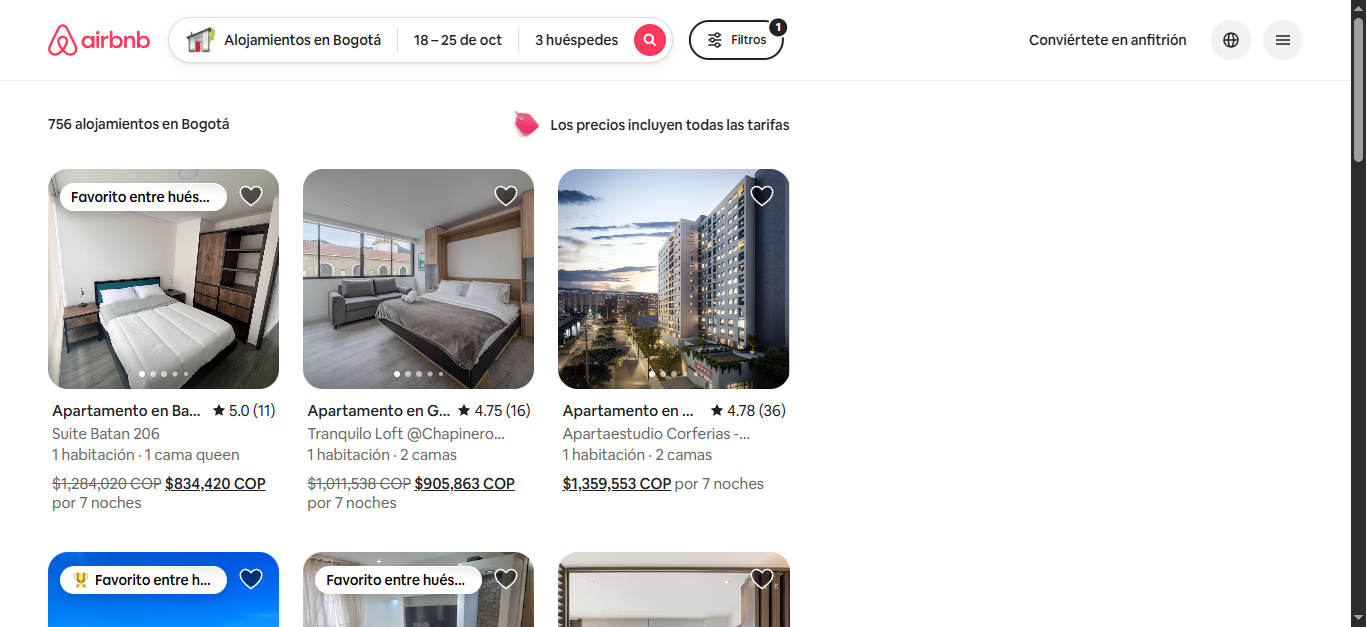 airbnb
Alojamientos en Bogotá
18 – 25 de oct
3 huéspedes
Filtros
1
Conviértete en anfitrión
756 alojamientos en Bogotá
Los precios incluyen todas las tarifas
Favorito entre hués...
Apartamento en Ba... 5.0 (11)
Suite Batan 206
1 habitación · 1 cama queen
$1,284,020 COP $834,420 COP
por 7 noches
Apartamento en G... 4.75 (16)
Tranquilo Loft @Chapinero...
1 habitación · 2 camas
$1,011,538 COP $905,863 COP
por 7 noches
Apartamento en ... 4.78 (36)
Apartaestudio Corferias -...
1 habitación · 2 camas
$1,359,553 COP por 7 noches
Favorito entre h...
Favorito entre hués...